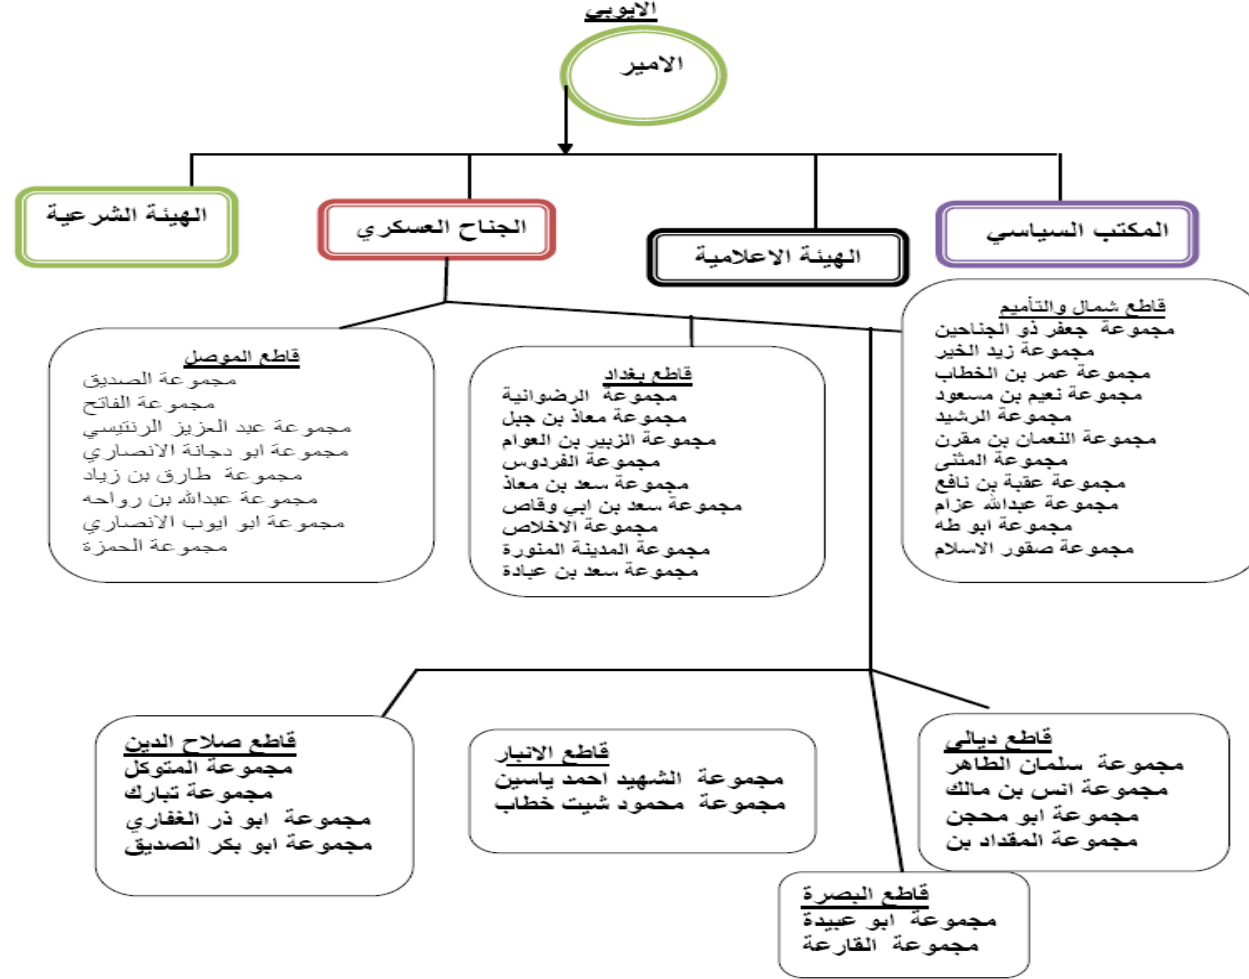 الايوبي
الامير
المكتب السياسي
الهيئة الاعلامية
الجناح العسكري
الهيئة الشرعية
قاطع شمال والتأميم
مجموعة جعفر ذو الجناحين
مجموعة زيد الخير
مجموعة عمر بن الخطاب
مجموعة نعيم بن مسعود
مجموعة الرشيد
مجموعة النعمان بن مقرن
مجموعة المثنى
مجموعة عقبة بن نافع
مجموعة عبدالله عزام
مجموعة ابو طه
مجموعة صقور الاسلام
قاطع بغداد
مجموعة الرضوانية
مجموعة معاذ بن جبل
مجموعة الزبير بن العوام
مجموعة الفردوس
مجموعة سعد بن معاذ
مجموعة سعد بن ابي وقاص
مجموعة الاخلاص
مجموعة المدينة المنورة
مجموعة سعد بن عبادة
قاطع الموصل
مجموعة الصديق
مجموعة الفاتح
مجموعة عبد العزيز الرنتيسي
مجموعة ابو دجانة الانصاري
مجموعة طارق بن زياد
مجموعة عبدالله بن رواحه
مجموعة ابو ايوب الانصاري
مجموعة الحمزة
قاطع ديالى
مجموعة سلمان الطاهر
مجموعة انس بن مالك
مجموعة ابو محجن
مجموعة المقداد بن
قاطع الانبار
مجموعة الشهيد احمد ياسين
مجموعة محمود شيت خطاب
قاطع صلاح الدين
مجموعة المتوكل
مجموعة تبارك
مجموعة ابو ذر الغفاري
مجموعة ابو بكر الصديق
قاطع البصرة
مجموعة ابو عبيدة
مجموعة القارعة